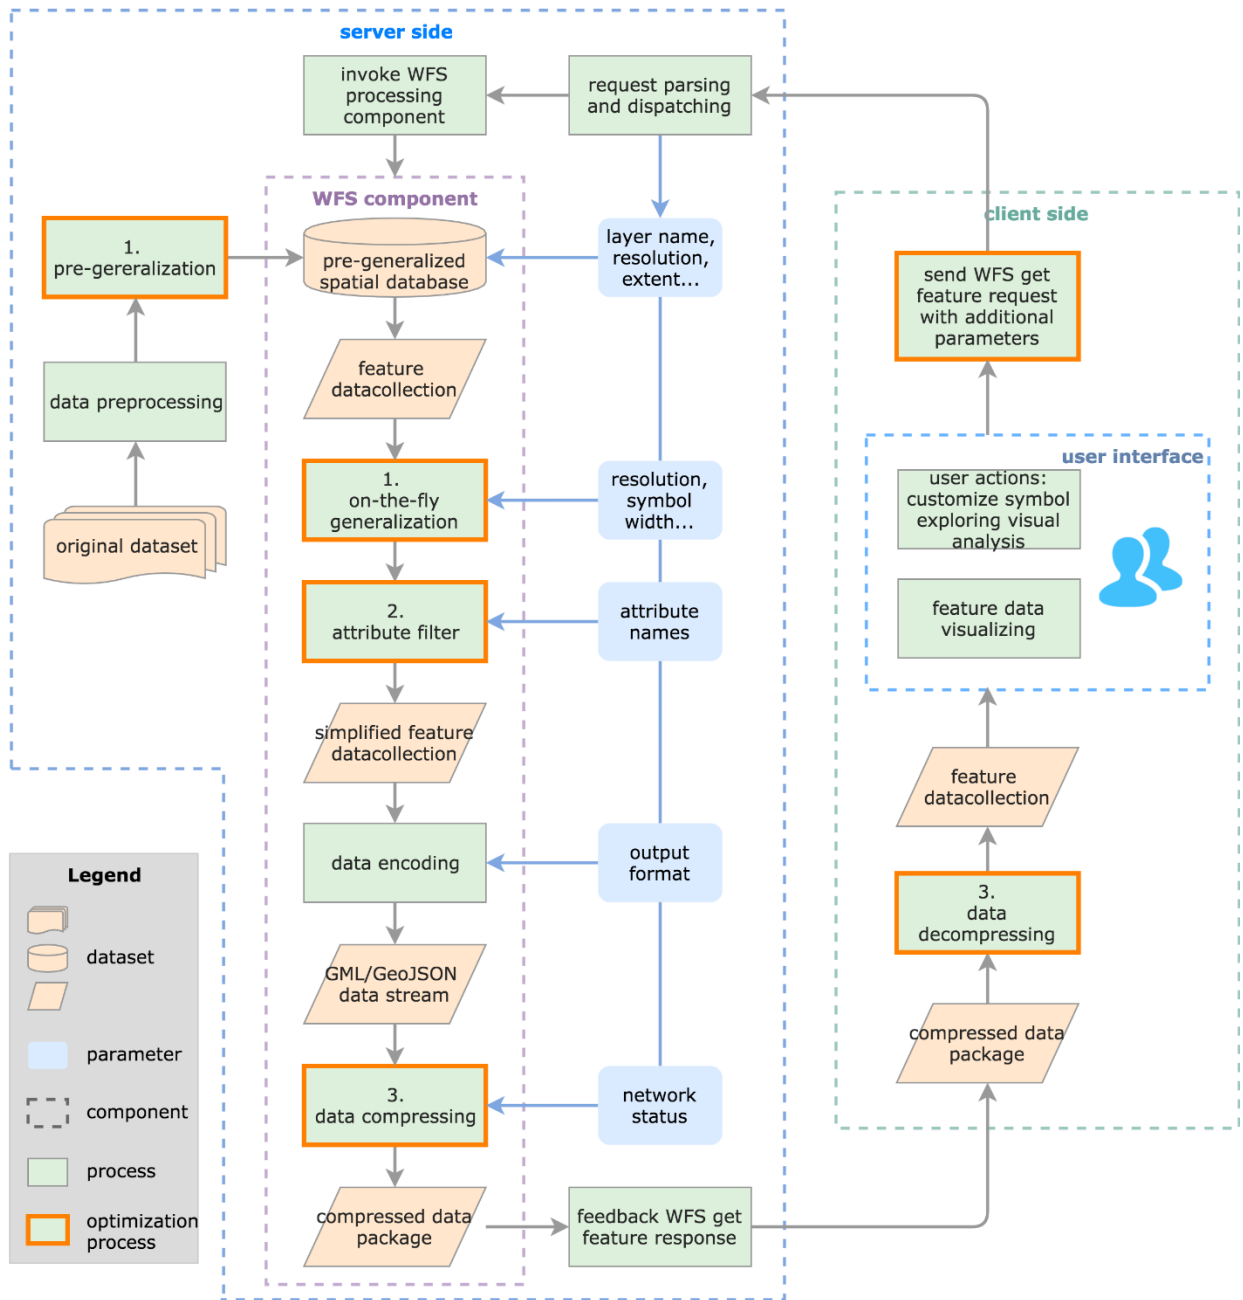 server side
invoke WFS
processing
component
request parsing
and dispatching
WFS component
client side
1.
pre-gereralization
pre-generalized
spatial database
layer name,
resolution,
extent...
send WFS get
feature request
with additional
parameters
data preprocessing
feature
datacollection
user interface
original dataset
1.
on-the-fly
generalization
resolution,
symbol
width...
user actions:
customize symbol
exploring visual
analysis
2.
attribute filter
attribute
names
feature data
visualizing
simplified feature
datacollection
feature
datacollection
data encoding
output
format
3.
data
decompressing
GML/GeoJSON
data stream
compressed data
package
3.
data compressing
network
status
compressed data
package
feedback WFS get
feature response
Legend
dataset
parameter
component
process
optimization
process